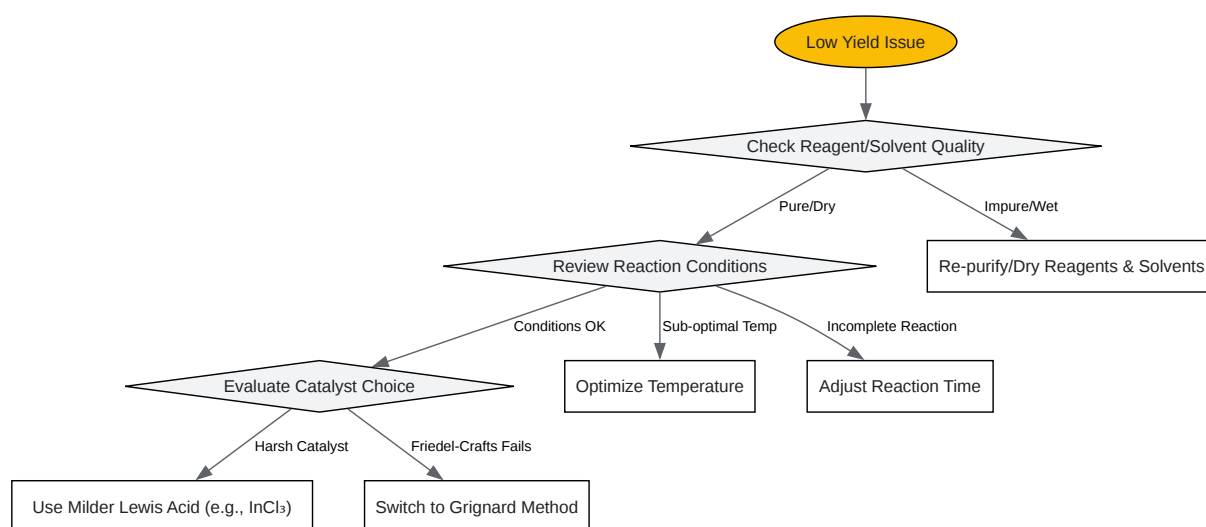 Low Yield Issue
Check Reagent/Solvent Quality
Pure/Dry
Impure/Wet
Review Reaction Conditions
Re-purify/Dry Reagents & Solvents
Conditions OK
Sub-optimal Temp
Incomplete Reaction
Evaluate Catalyst Choice
Optimize Temperature
Adjust Reaction Time
Harsh Catalyst
Friedel-Crafts Fails
Use Milder Lewis Acid (e.g., InCl₃)
Switch to Grignard Method